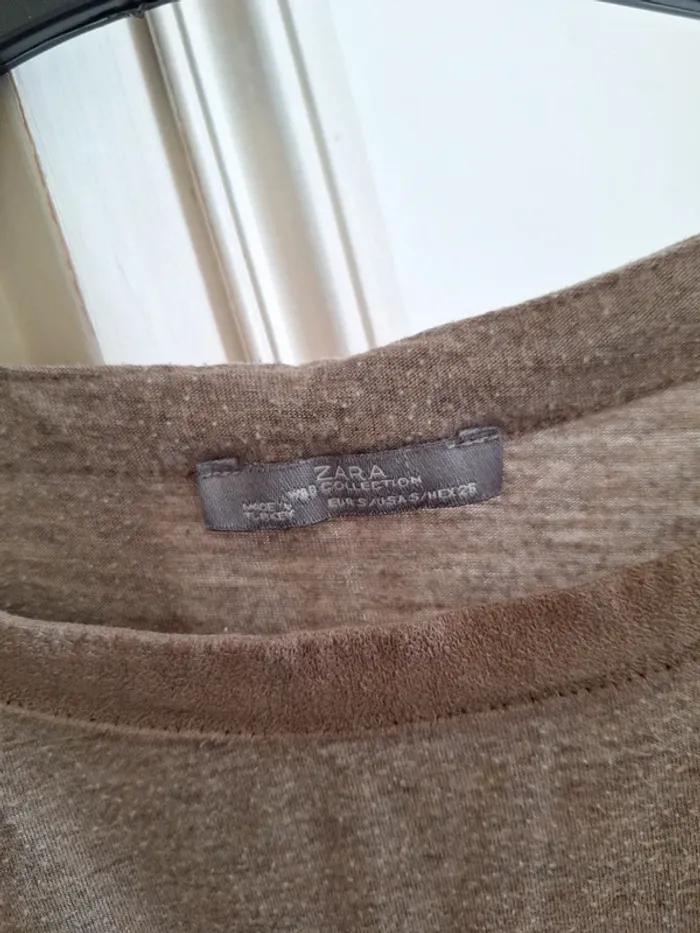 ZARA
W&B COLLECTION
MADE IN
TURKEY
EUR S/USA S/MEX 26